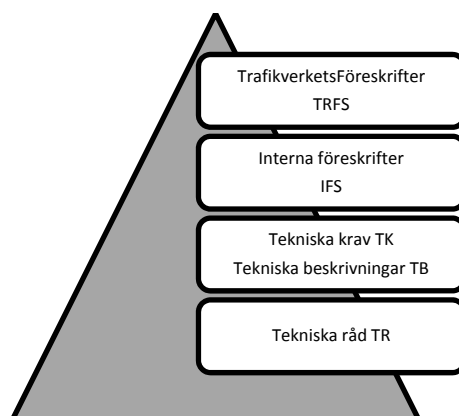 TrafikverketsFöreskrifter
TRFS
Interna föreskrifter
IFS
Tekniska krav TK
Tekniska beskrivningar TB
Tekniska råd TR